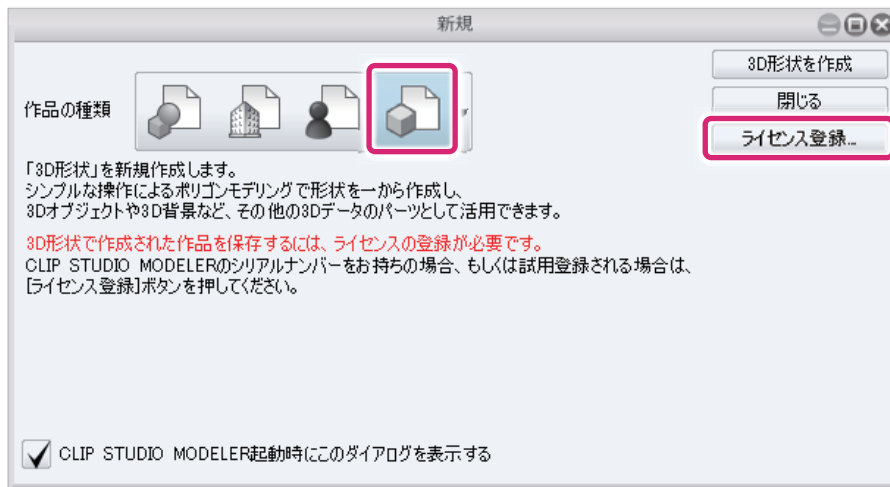 新規
3D形状を作成
閉じる
ライセンス登録...
作品の種類
「3D形状」を新規作成します。
シンプルな操作によるポリゴンモデリングで形状を一から作成し、
3Dオブジェクトや3D背景など、その他の3Dデータのパーツとして活用できます。
3D形状で作成された作品を保存するには、ライセンスの登録が必要です。
CLIP STUDIO MODELERのシリアルナンバーをお持ちの場合、もしくは試用登録される場合は、
[ライセンス登録]ボタンを押してください。
CLIP STUDIO MODELER起動時にこのダイアログを表示する